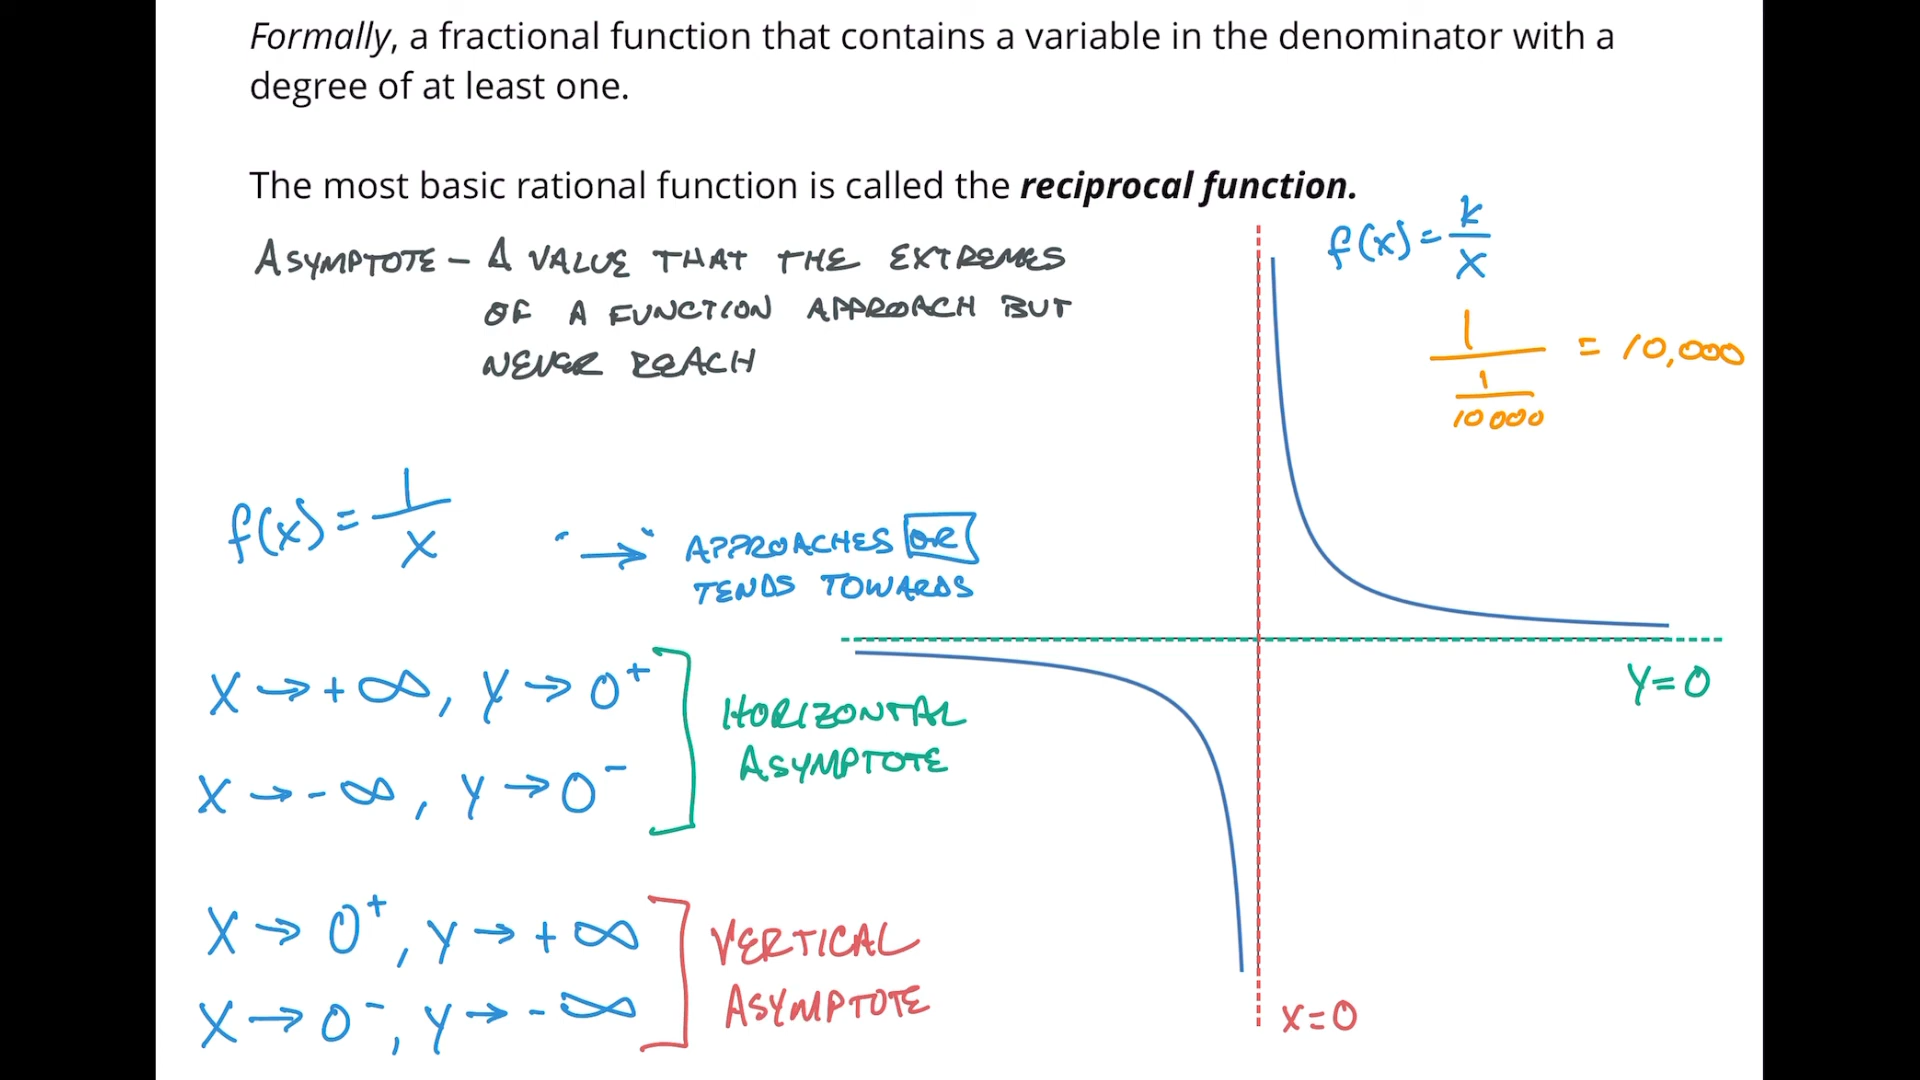 Formally, a fractional function that contains a variable in the denominator with a
degree of at least one.
The most basic rational function is called the reciprocal function.
ASYMPTOTE – A VALUE THAT THE EXTREMES
OF A FUNCTION APPROACH BUT
NEVER REACH
f(x) = k/x
1/(1/10000) = 10,000
f(x) = 1/x
"→" APPROACHES OR
TENDS TOWARDS
X → +∞, Y → 0⁺
X → -∞, Y → 0⁻
HORIZONTAL
ASYMPTOTE
Y=0
X → 0⁺, Y → +∞
X → 0⁻, Y → -∞
VERTICAL
ASYMPTOTE
X=0